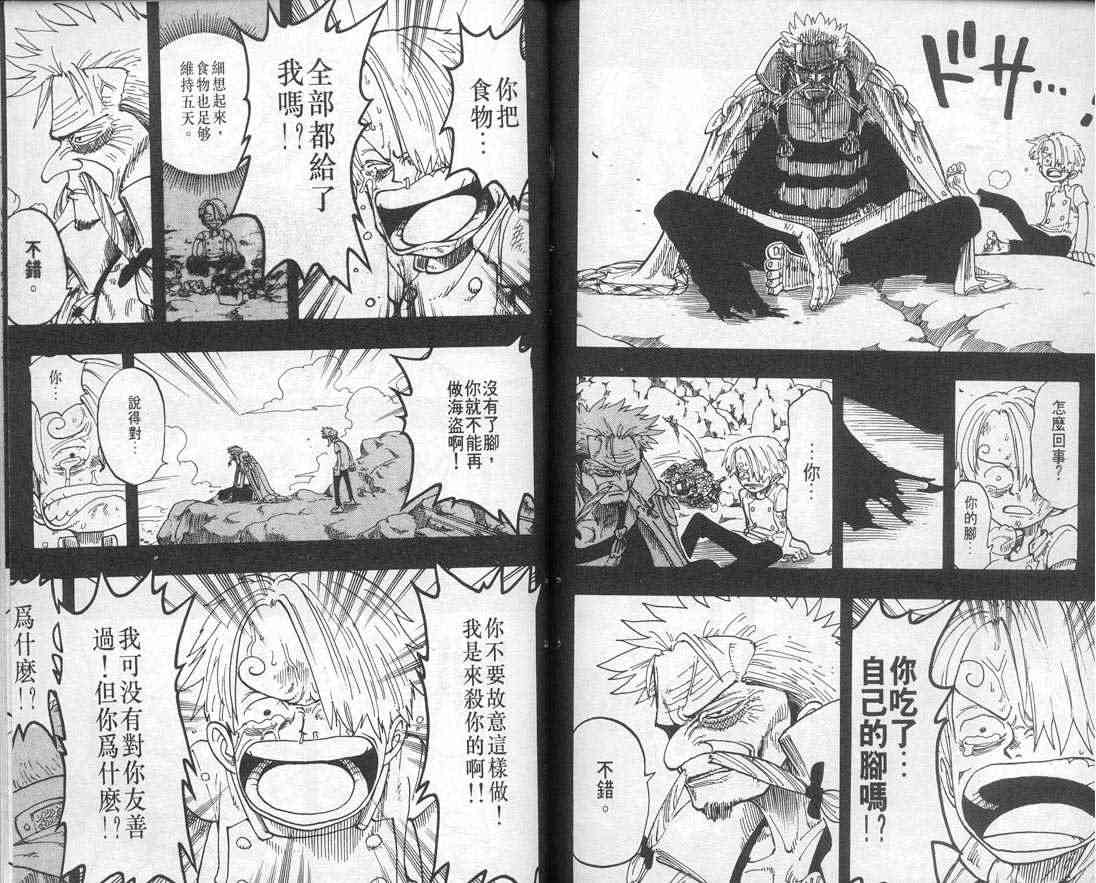 ドサ…!
怎麼回事?
你的腳…
…你
你吃了…
自己的腳嗎!?
不錯。
你把
食物…
全部都給了
我嗎!?
細想起來，
食物也足够
維持五天。
不錯。
沒有了腳，
你就不能再
做海盜啊!
說得對…
你…
你不要故意這樣做!
我是來殺你的啊!!
我可没有對你友善
過!但你爲什麼!?
爲什麼!?